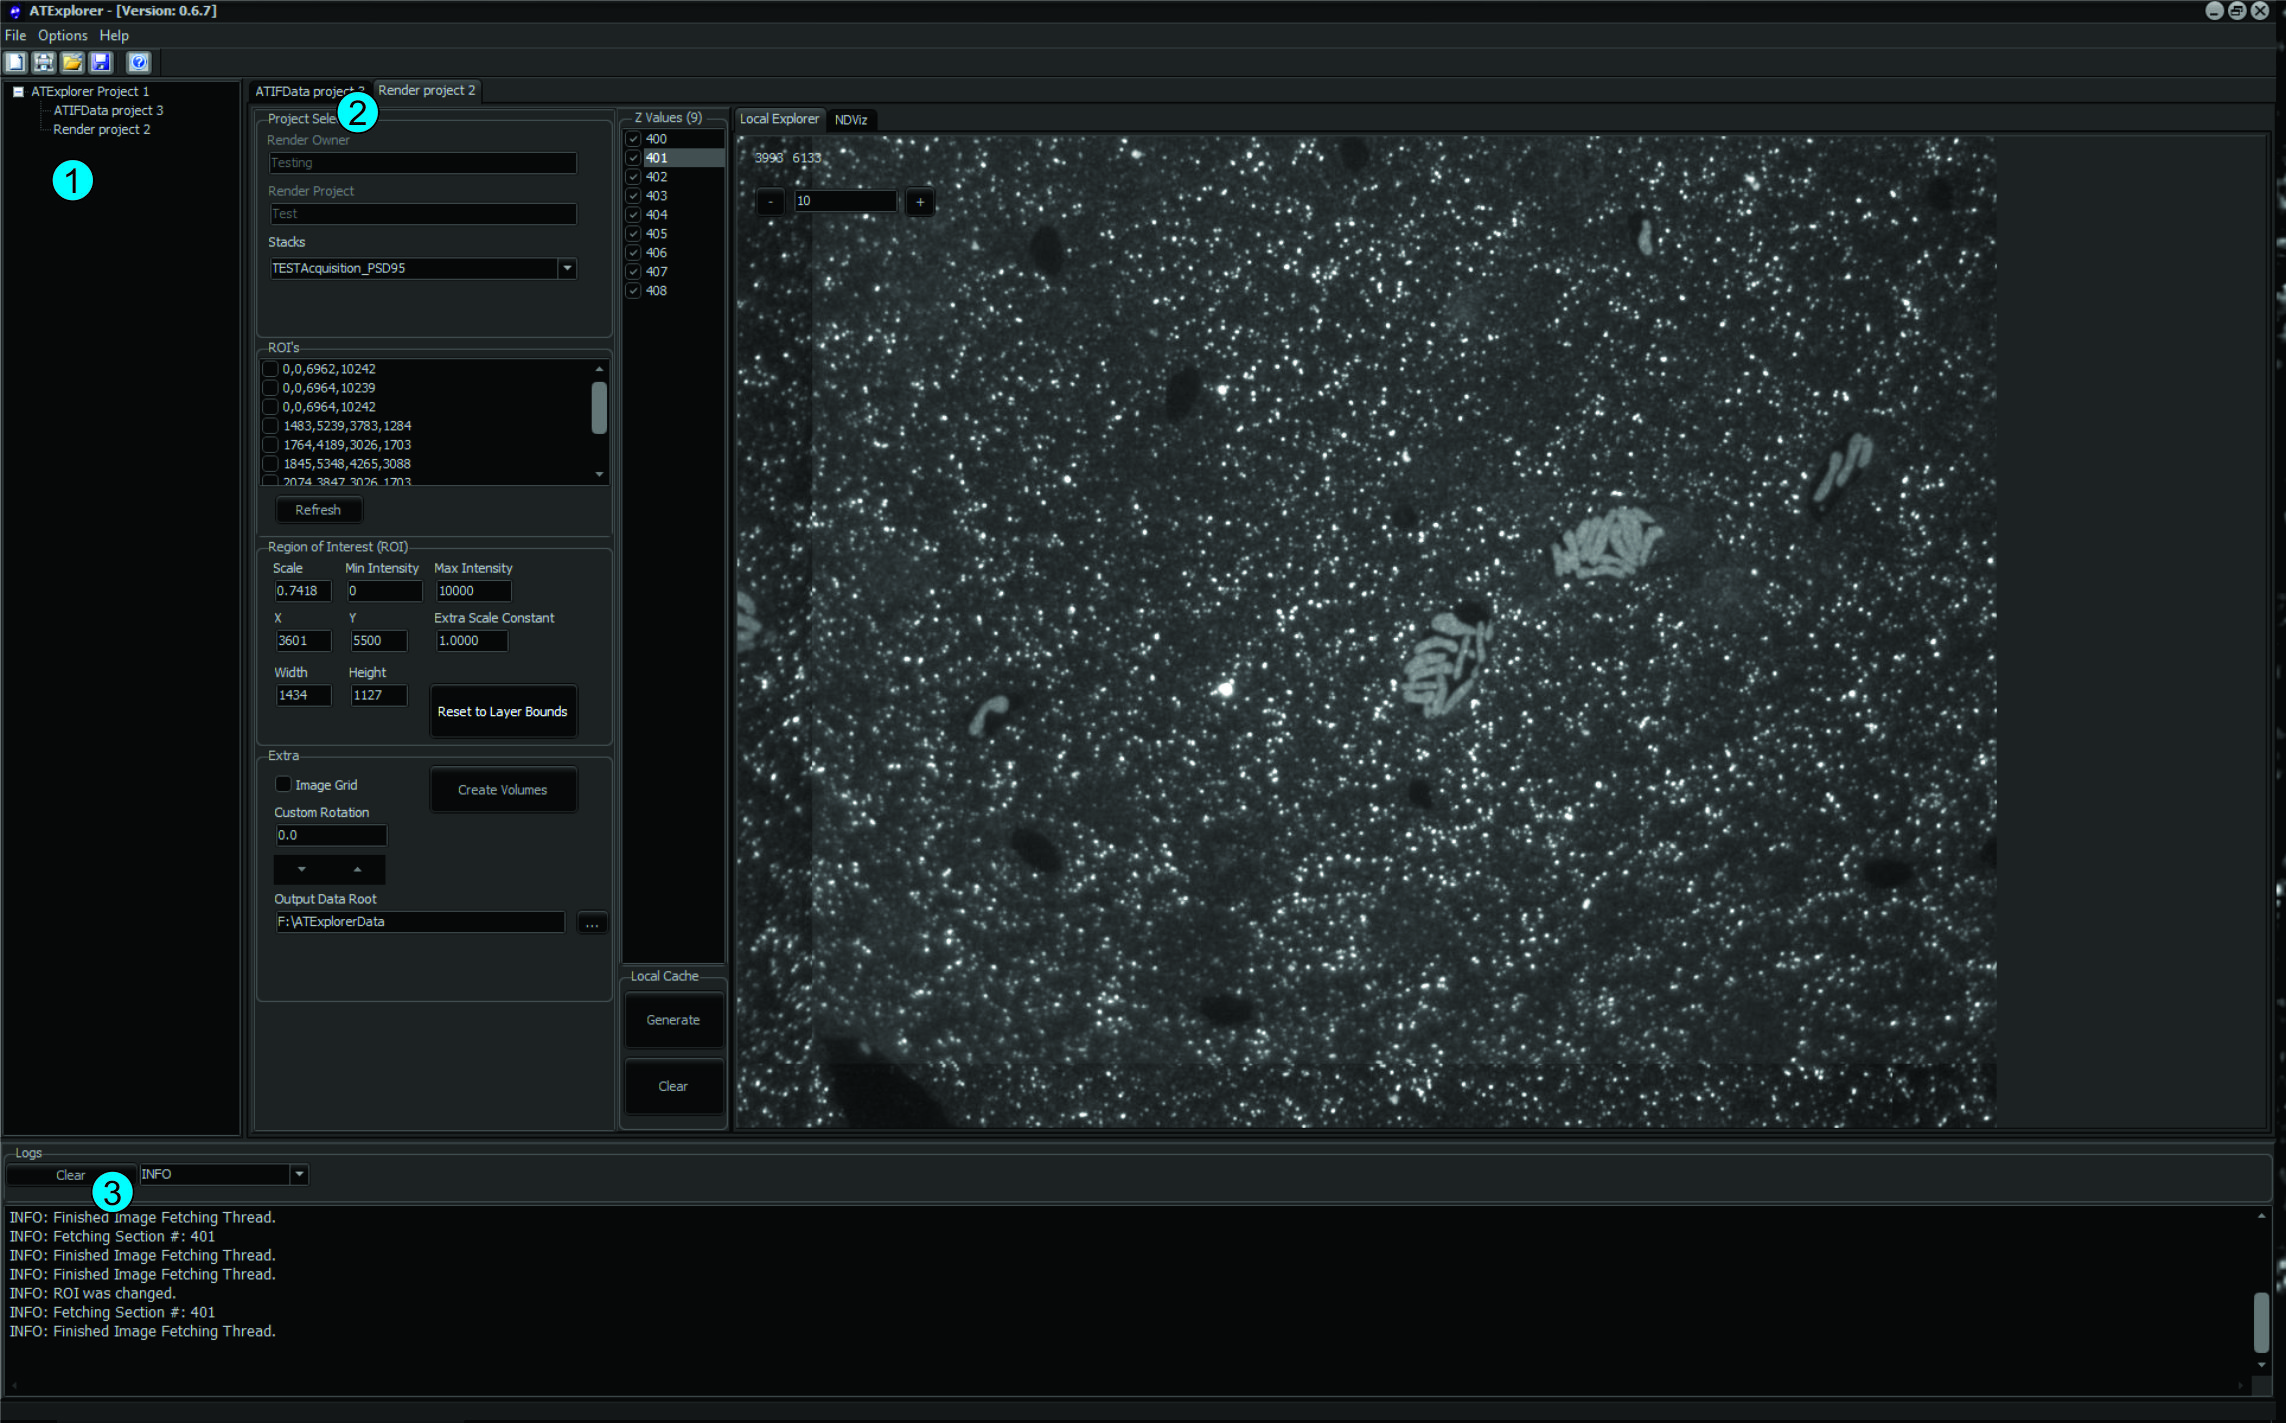 ATExplorer - [Version: 0.6.7]
File Options Help
ATExplorer Project 1
ATIFData project 3
Render project 2
1
ATIFData project 3
Render project 2
2
Project Sele
Render Owner
Testing
Render Project
Test
Stacks
TESTAcquisition_PSD95
ROI's
0,0,6962,10242
0,0,6964,10239
0,0,6964,10242
1483,5239,3783,1284
1764,4189,3026,1703
1845,5348,4265,3088
2074,3847,3026,1703
Refresh
Region of Interest (ROI)
Scale Min Intensity Max Intensity
0.7418 0 10000
X Y Extra Scale Constant
3601 5500 1.0000
Width Height
1434 1127
Reset to Layer Bounds
Extra
Image Grid
Create Volumes
Custom Rotation
0.0
Output Data Root
F:\ATExplorerData
...
Z Values (9)
400
401
402
403
404
405
406
407
408
Local Cache
Generate
Clear
Local Explorer NDViz
3993 6133
- 10 +
Logs
Clear INFO
3
INFO: Finished Image Fetching Thread.
INFO: Fetching Section #: 401
INFO: Finished Image Fetching Thread.
INFO: Finished Image Fetching Thread.
INFO: ROI was changed.
INFO: Fetching Section #: 401
INFO: Finished Image Fetching Thread.